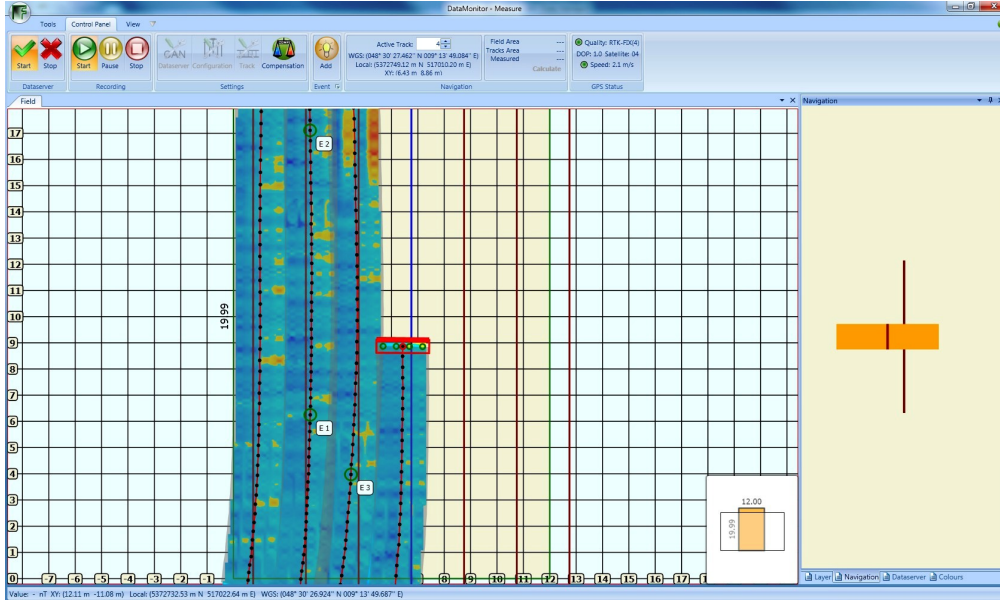 DataMonitor - Measure
Tools Control Panel View
Start Stop Start Pause Stop CAN Dataserver Configuration Track Compensation Add
Active Track: 4
WGS: (048° 30' 27.462'' N 009° 13' 49.084'' E)
Local: (5372749.12 m N 517010.20 m E)
XY: (6.43 m 8.86 m)
Field Area ---
Tracks Area ---
Measured ---
Calculate
Quality: RTK-FIX(4)
DOP: 1.0 Satellite: 04
Speed: 2.1 m/s
Dataserver Recording Settings Event Navigation GPS Status
Field
Navigation
17
E 2
16
15
14
13
12
11
10
19.99
9
8
7
6
E 1
5
4
E 3
3
2
1
12.00
19.99
0 -7 -6 -5 -4 -3 -2 -1 8 9 10 11 12 13 14 15 16 17
Layer Navigation Dataserver Colours
Value: - nT XY: (12.11 m -11.08 m) Local: (5372732.53 m N 517022.64 m E) WGS: (048° 30' 26.924'' N 009° 13' 49.687'' E)